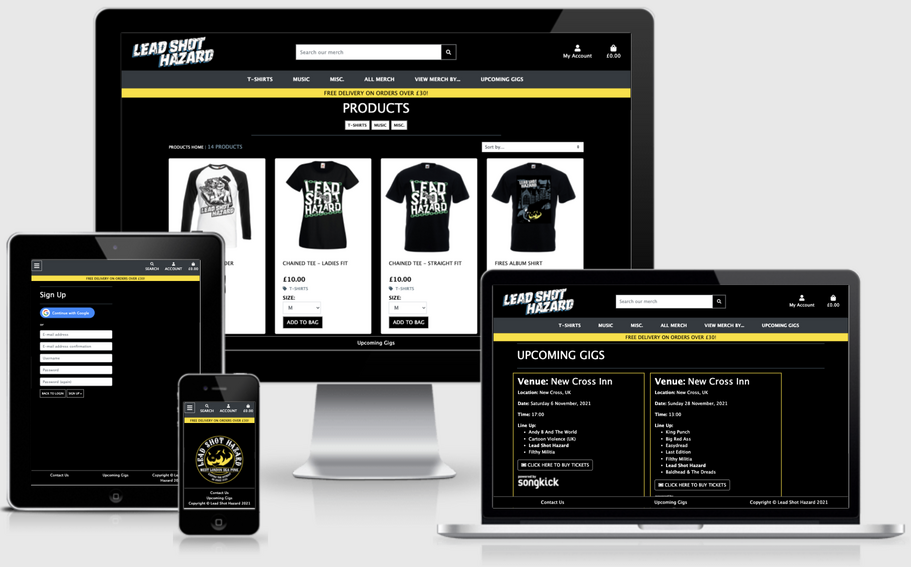 LEAD SHOT
HAZARD
Search our merch
My Account
£0.00
T-SHIRTS MUSIC MISC. ALL MERCH VIEW MERCH BY... UPCOMING GIGS
FREE DELIVERY ON ORDERS OVER £30!
PRODUCTS
T-SHIRTS MUSIC MISC.
PRODUCTS HOME | 14 PRODUCTS
Sort by...
LEAD SHOT
HAZARD
LEAD
SHOT
HAZARD
LEAD
SHOT
HAZARD
DER
CHAINED TEE - LADIES FIT
CHAINED TEE - STRAIGHT FIT
FIRES ALBUM SHIRT
£10.00
£10.00
T-SHIRTS
T-SHIRTS
SIZE:
SIZE:
M
M
ADD TO BAG
ADD TO BAG
Upcoming Gigs
SEARCH
ACCOUNT
£0.00
FREE DELIVERY ON ORDERS OVER £30!
Sign Up
Continue with Google
E-mail address
E-mail address confirmation
Username
Password
Password (again)
BACK TO LOGIN
SIGN UP
Contact Us
Upcoming Gigs
Copyright © Lead Shot
Hazard 2021
SEARCH
ACCOUNT
£0.00
FREE DELIVERY ON ORDERS OVER £30!
LEAD SHOT HAZARD
WEST LONDON SKA PUNK
Contact Us
Upcoming Gigs
Copyright © Lead Shot Hazard 2021
LEAD SHOT
HAZARD
Search our merch
My Account
£0.00
T-SHIRTS MUSIC MISC. ALL MERCH VIEW MERCH BY... UPCOMING GIGS
FREE DELIVERY ON ORDERS OVER £30!
UPCOMING GIGS
Venue: New Cross Inn
Location: New Cross, UK
Date: Saturday 6 November, 2021
Time: 17:00
Line Up:
Andy B And The World
Cartoon Violence (UK)
Lead Shot Hazard
Filthy Militia
CLICK HERE TO BUY TICKETS
powered by
songkick
Venue: New Cross Inn
Location: New Cross, UK
Date: Sunday 28 November, 2021
Time: 13:00
Line Up:
King Punch
Big Red Ass
Easydread
Last Edition
Filthy Militia
Lead Shot Hazard
Baldhead & The Dreads
CLICK HERE TO BUY TICKETS
Contact Us
Upcoming Gigs
Copyright © Lead Shot Hazard 2021